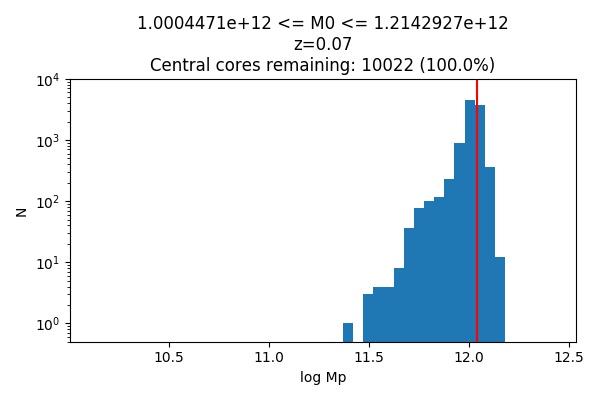 1.0004471e+12 <= M0 <= 1.2142927e+12
z=0.07
Central cores remaining: 10022 (100.0%)
N
10⁴
10³
10²
10¹
10⁰
10.5 11.0 11.5 12.0 12.5
log Mp